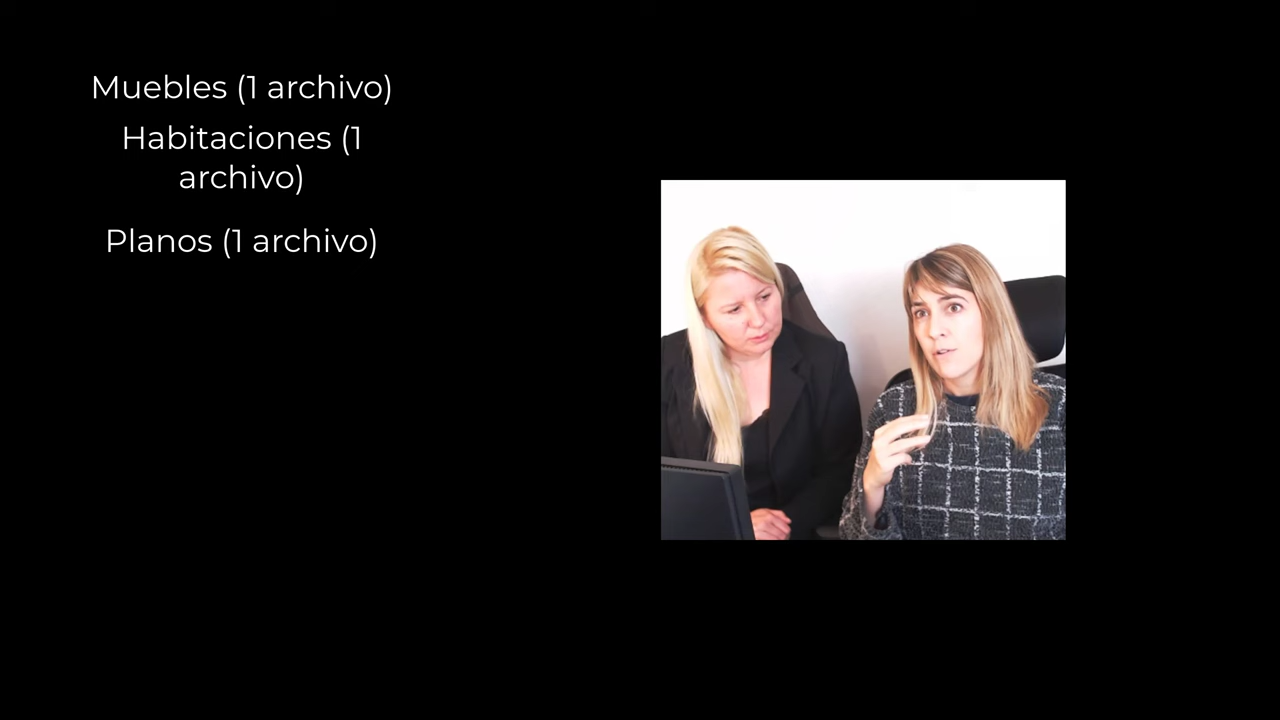 Muebles (1 archivo)
Habitaciones (1
archivo)
Planos (1 archivo)